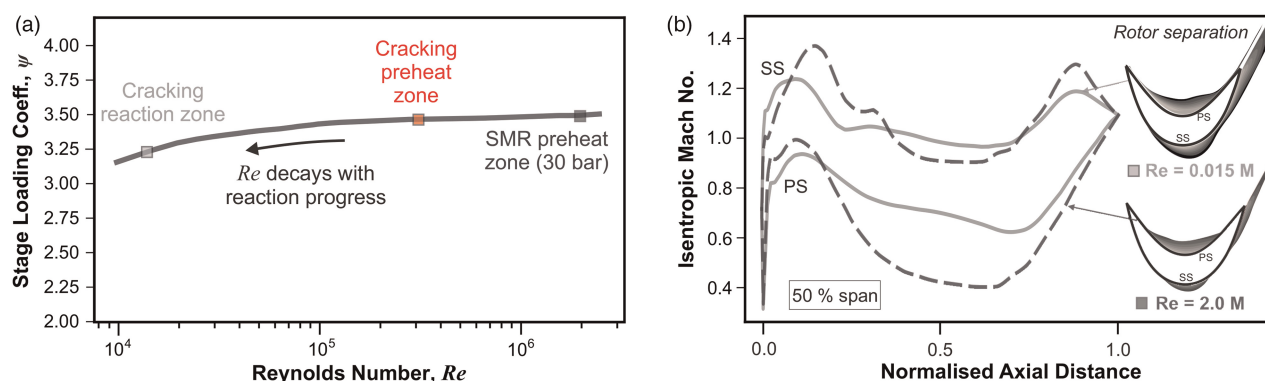 (a)
Stage Loading Coeff., ψ
4.00
3.75
3.50
3.25
3.00
2.75
2.50
2.25
2.00
Cracking
reaction zone
Cracking
preheat
zone
SMR preheat
zone (30 bar)
Re decays with
reaction progress
10⁴
10⁵
10⁶
Reynolds Number, Re
(b)
Isentropic Mach No.
1.4
1.2
1.0
0.8
0.6
0.4
SS
PS
50 % span
Rotor separation
PS
SS
Re = 0.015 M
PS
SS
Re = 2.0 M
0.0
0.5
1.0
Normalised Axial Distance